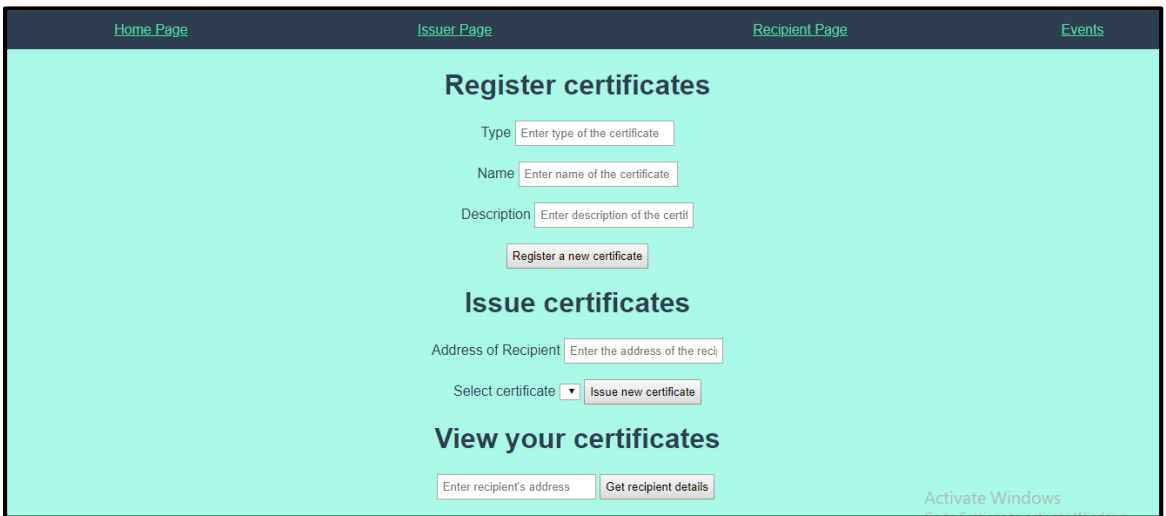 Home Page Issuer Page Recipient Page Events
Register certificates
Type Enter type of the certificate
Name Enter name of the certificate
Description Enter description of the certif
Register a new certificate
Issue certificates
Address of Recipient Enter the address of the reci
Select certificate Issue new certificate
View your certificates
Enter recipient's address Get recipient details
Activate Windows